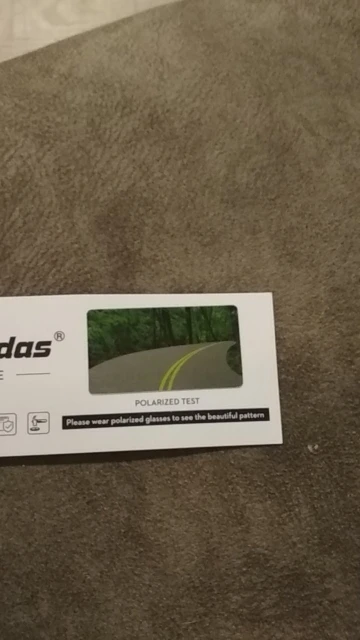 das®
E
POLARIZED TEST
Please wear polarized glasses to see the beautiful pattern